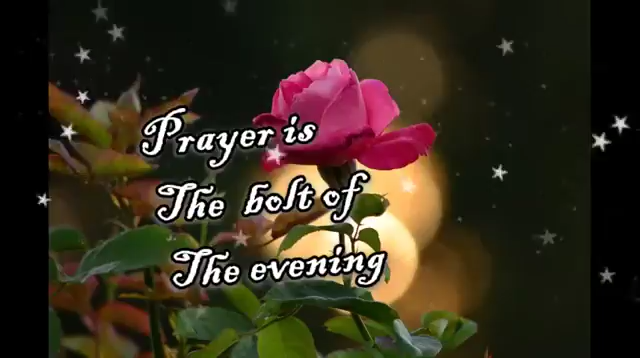 Prayer is
The bolt of
The evening